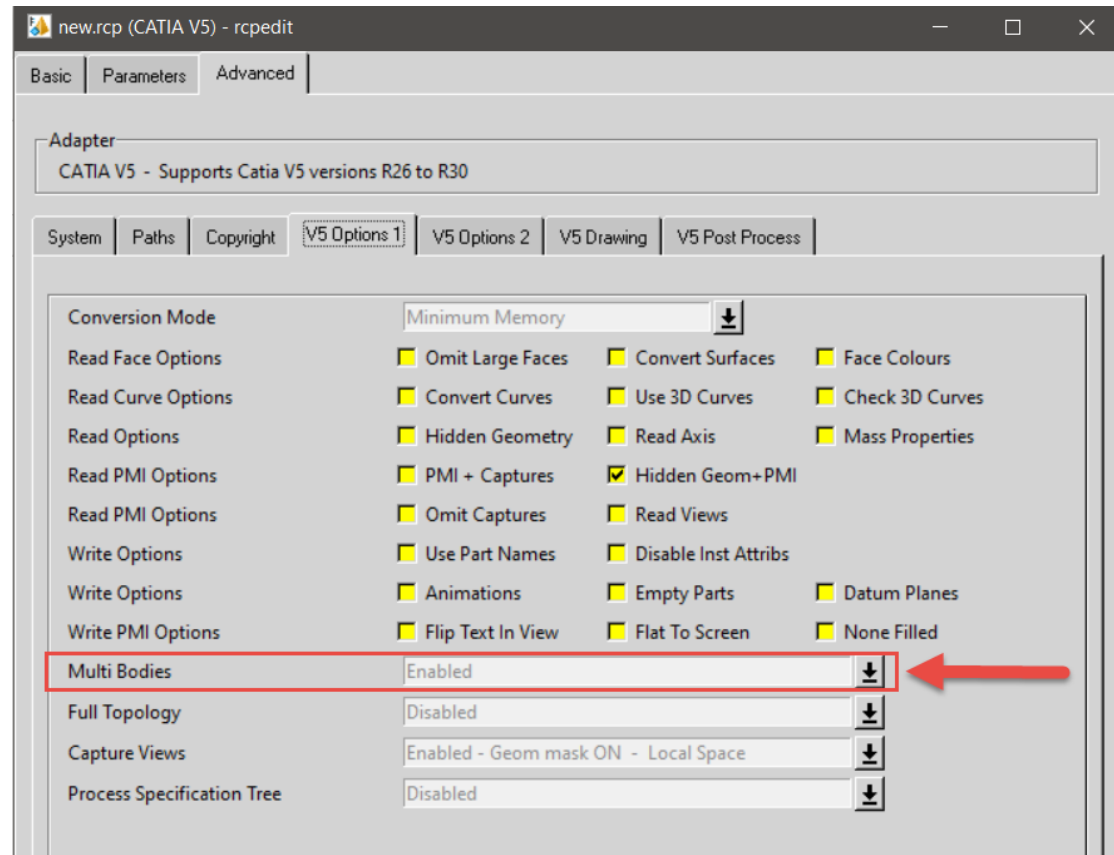 new.rcp (CATIA V5) - rcpedit
Basic Parameters Advanced
Adapter
CATIA V5 - Supports Catia V5 versions R26 to R30
System Paths Copyright V5 Options 1 V5 Options 2 V5 Drawing V5 Post Process
Conversion Mode Minimum Memory
Read Face Options Omit Large Faces Convert Surfaces Face Colours
Read Curve Options Convert Curves Use 3D Curves Check 3D Curves
Read Options Hidden Geometry Read Axis Mass Properties
Read PMI Options PMI + Captures Hidden Geom+PMI
Read PMI Options Omit Captures Read Views
Write Options Use Part Names Disable Inst Attribs
Write Options Animations Empty Parts Datum Planes
Write PMI Options Flip Text In View Flat To Screen None Filled
Multi Bodies Enabled
Full Topology Disabled
Capture Views Enabled - Geom mask ON - Local Space
Process Specification Tree Disabled